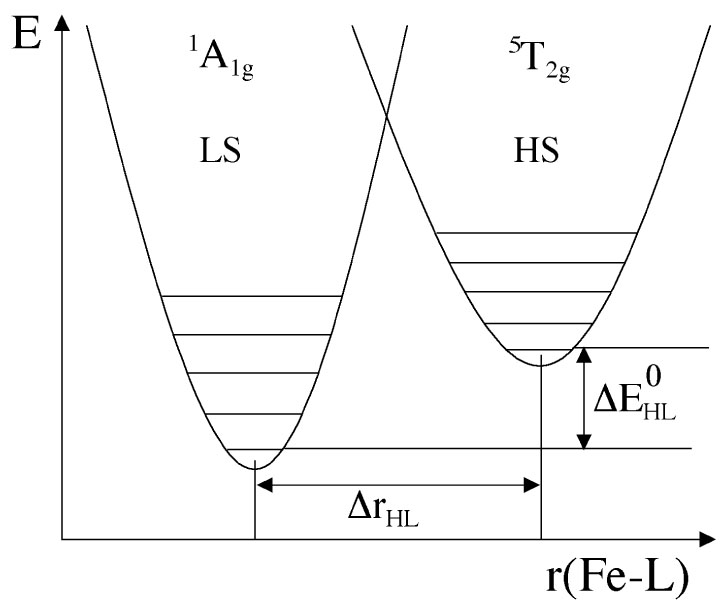 E
¹A₁g ⁵T₂g
LS HS
ΔE⁰HL
ΔrHL
r(Fe-L)